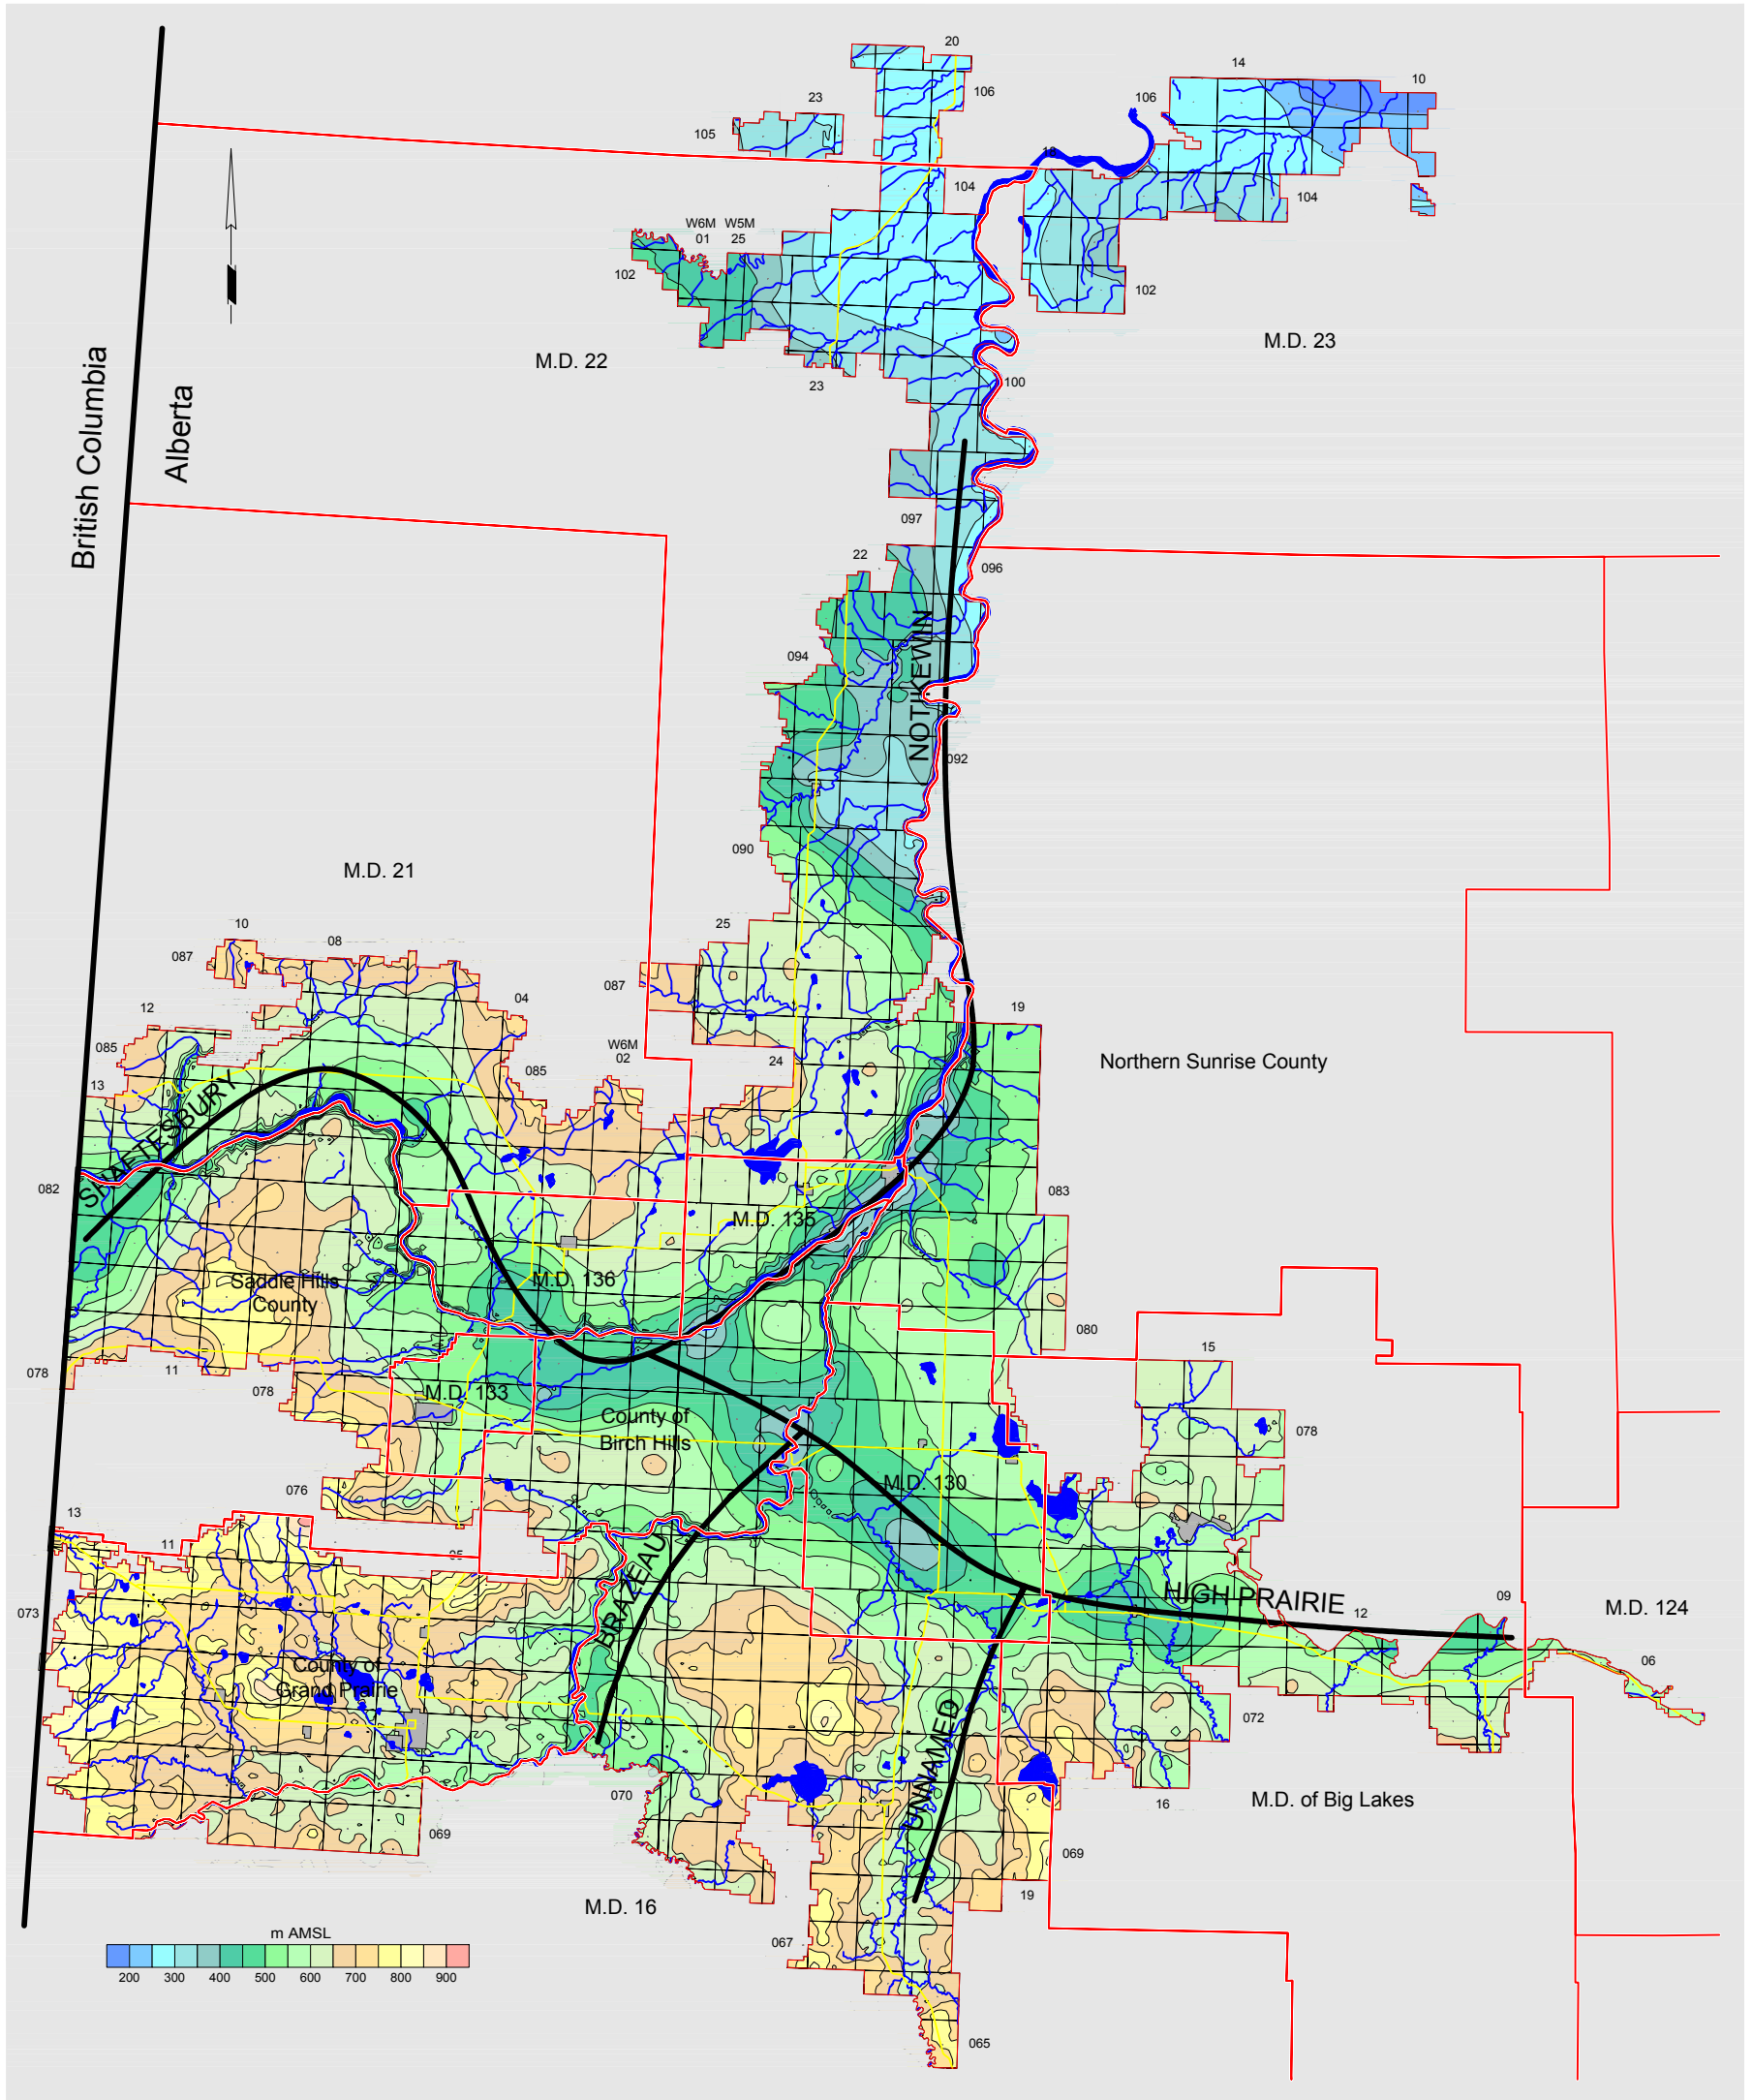 20
14
10
106
106
23
105
18
104
104
W6M W5M
01 25
102
102
M.D. 23
M.D. 22
23
100
British Columbia
Alberta
097
22
096
NOTIKEWIN
094
092
090
M.D. 21
10
08
25
087
087
04
12
19
W6M
02
085
24
085
Northern Sunrise County
13
SHAFTESBURY
082
083
M.D. 135
Saddle Hills
County
M.D. 136
080
11
078
15
078
M.D. 133
County of
Birch Hills
078
M.D. 130
076
13
11
05
BRAZEAU
HIGH PRAIRIE
09
12
073
M.D. 124
County of
Grand Prairie
06
072
UNNAMED
070
16
M.D. of Big Lakes
069
069
19
M.D. 16
m AMSL
067
200 300 400 500 600 700 800 900
065